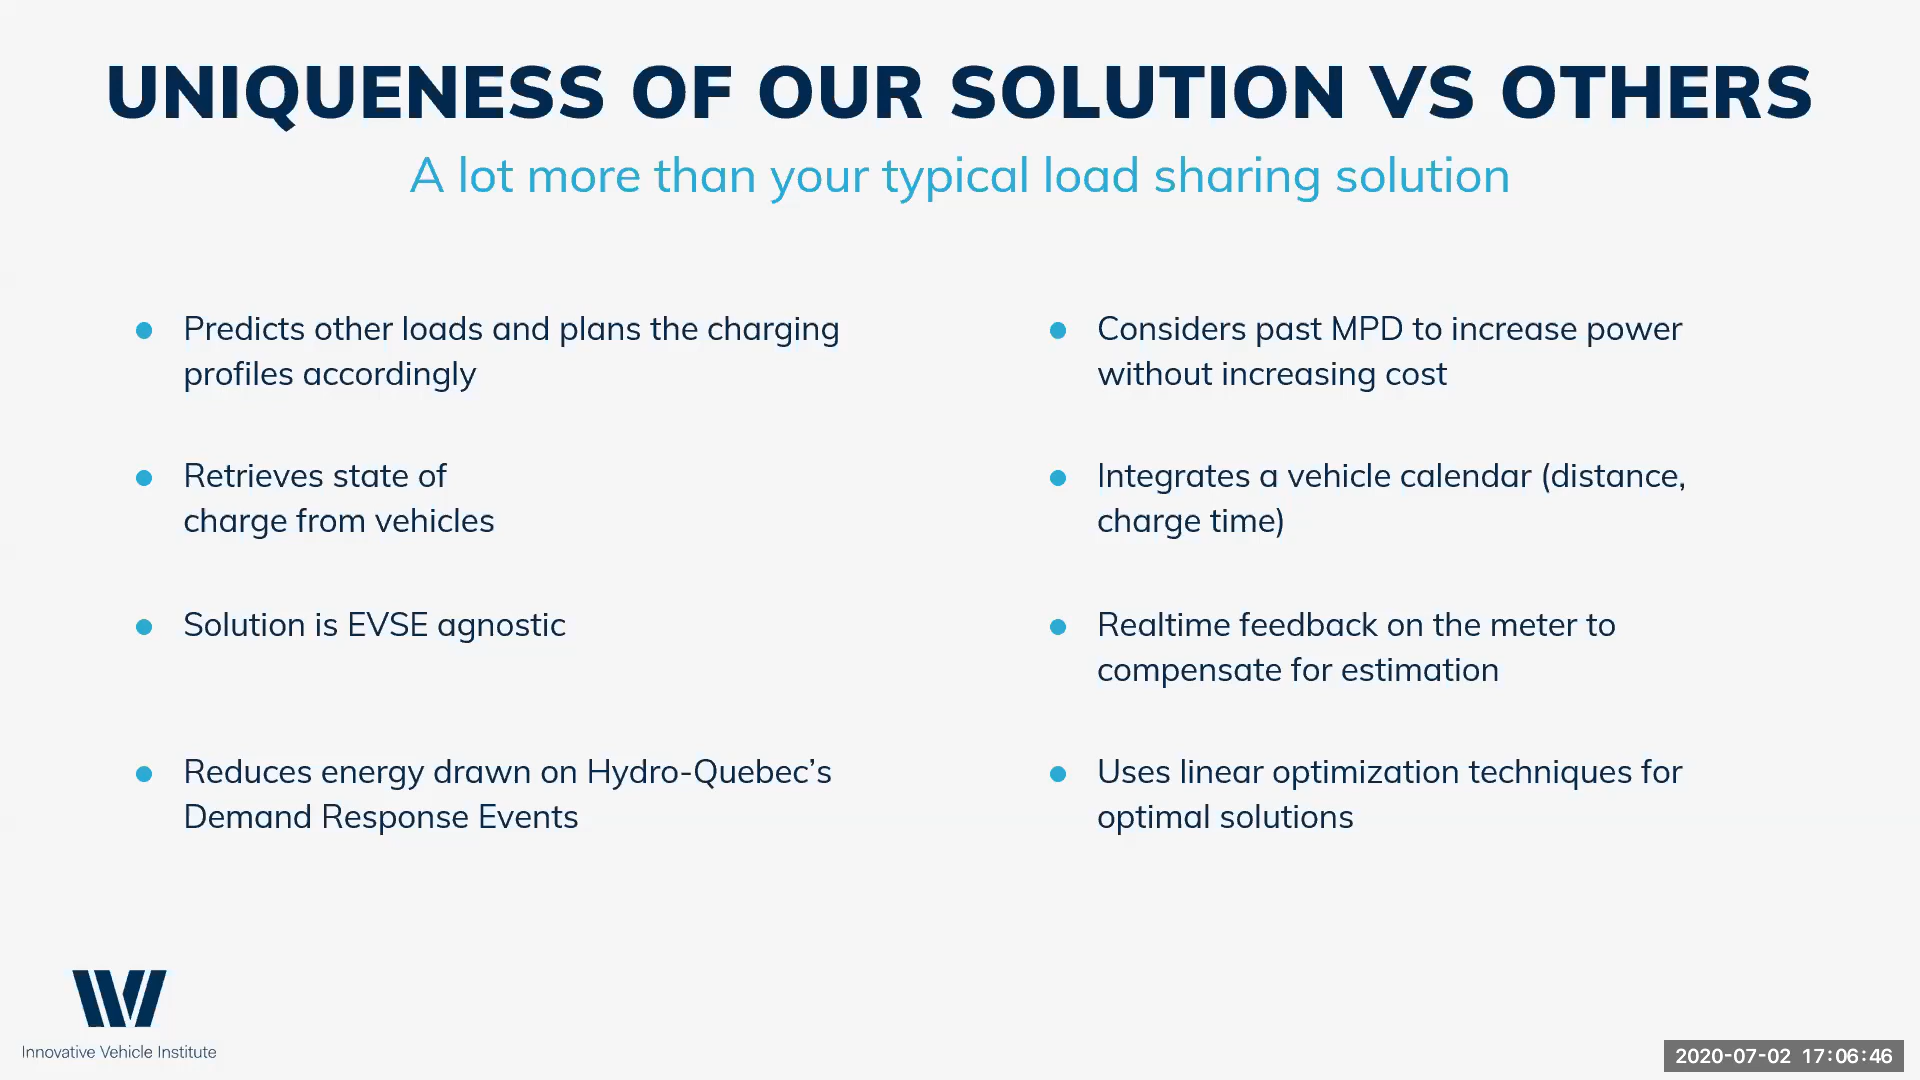 UNIQUENESS OF OUR SOLUTION VS OTHERS
A lot more than your typical load sharing solution
Predicts other loads and plans the charging
profiles accordingly
Retrieves state of
charge from vehicles
Solution is EVSE agnostic
Reduces energy drawn on Hydro-Quebec’s
Demand Response Events
Considers past MPD to increase power
without increasing cost
Integrates a vehicle calendar (distance,
charge time)
Realtime feedback on the meter to
compensate for estimation
Uses linear optimization techniques for
optimal solutions
Innovative Vehicle Institute
2020-07-02 17:06:46